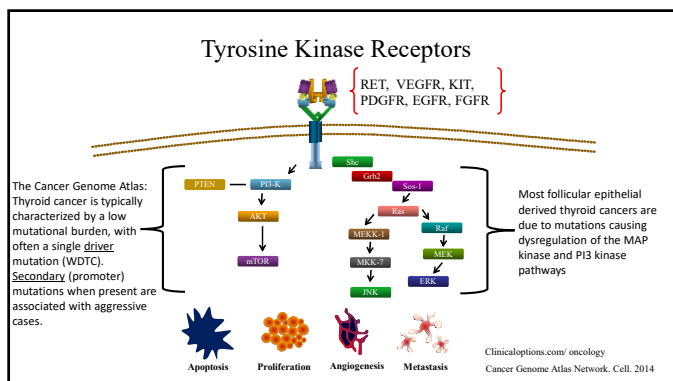 Tyrosine Kinase Receptors
RET, VEGFR, KIT,
PDGFR, EGFR, FGFR
The Cancer Genome Atlas:
Thyroid cancer is typically
characterized by a low
mutational burden, with
often a single driver
mutation (WDTC).
Secondary (promoter)
mutations when present are
associated with aggressive
cases.
Shc
Grb2
Sos-1
PTEN
PI3-K
Ras
AKT
Raf
MEKK-1
MEK
mTOR
MKK-7
ERK
JNK
Most follicular epithelial
derived thyroid cancers are
due to mutations causing
dysregulation of the MAP
kinase and PI3 kinase
pathways
Apoptosis
Proliferation
Angiogenesis
Metastasis
Clinicaloptions.com/ oncology
Cancer Genome Atlas Network. Cell. 2014